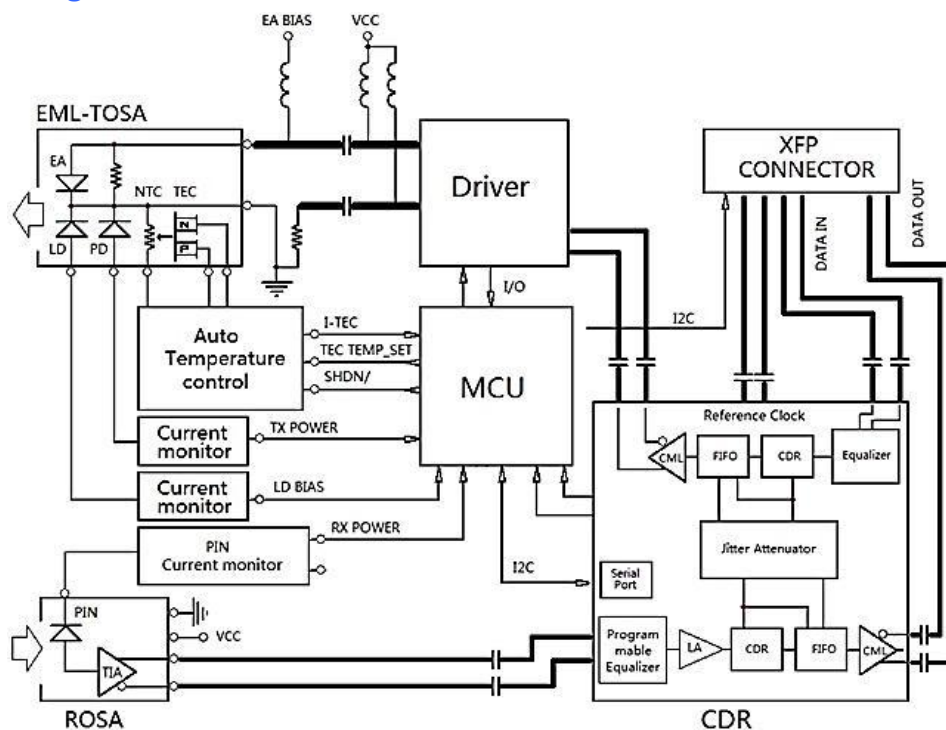 EA BIAS
VCC
EML-TOSA
EA
NTC TEC
N
P
LD
PD
Driver
XFP
CONNECTOR
DATA IN
DATA OUT
I/O
I2C
Auto
Temperature
control
I-TEC
TEC TEMP_SET
SHDN/
MCU
Current
monitor
TX POWER
Current
monitor
LD BIAS
RX POWER
PIN
Current monitor
I2C
Reference Clock
CML
FIFO
CDR
Equalizer
Jitter Attenuator
Serial
Port
Program
mable
Equalizer
LA
CDR
FIFO
CML
PIN
VCC
TIA
ROSA
CDR